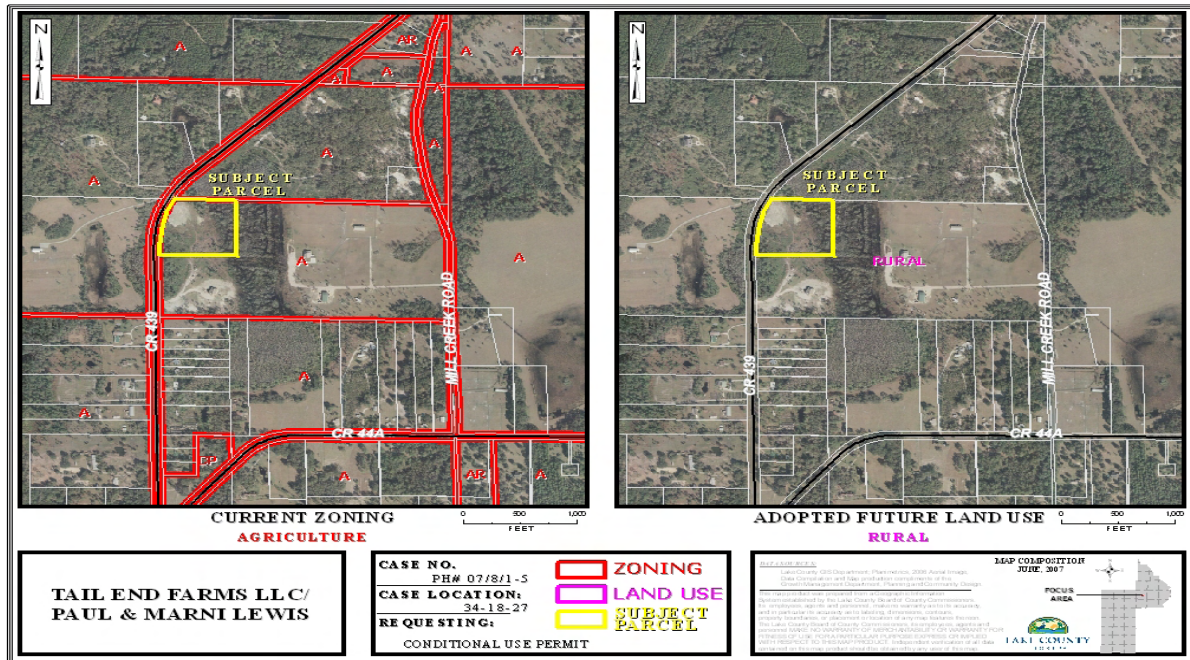 N
A
AR
A
A
A
A
A
A
A
SUBJECT
PARCEL
A
A
CR 439
MILL CREEK ROAD
A
A
CR 44A
BP
A
AR
A
CURRENT ZONING
AGRICULTURE
0 500 1,000
FEET
N
SUBJECT
PARCEL
RURAL
CR 439
MILL CREEK ROAD
CR 44A
ADOPTED FUTURE LAND USE
RURAL
0 500 1,000
FEET
TAIL END FARMS LLC/
PAUL & MARNI LEWIS
CASE NO.
PH# 07/8/1-5
CASE LOCATION:
34-18-27
REQUESTING:
CONDITIONAL USE PERMIT
ZONING
LAND USE
SUBJECT
PARCEL
MAP COMPOSITION
JUNE, 2007
FOCUS
AREA
LAKE COUNTY
FLORIDA